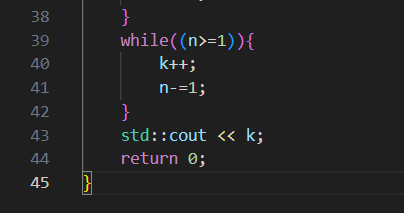 38 }
39 while((n>=1)){
40 k++;
41 n-=1;
42 }
43 std::cout << k;
44 return 0;
45 }